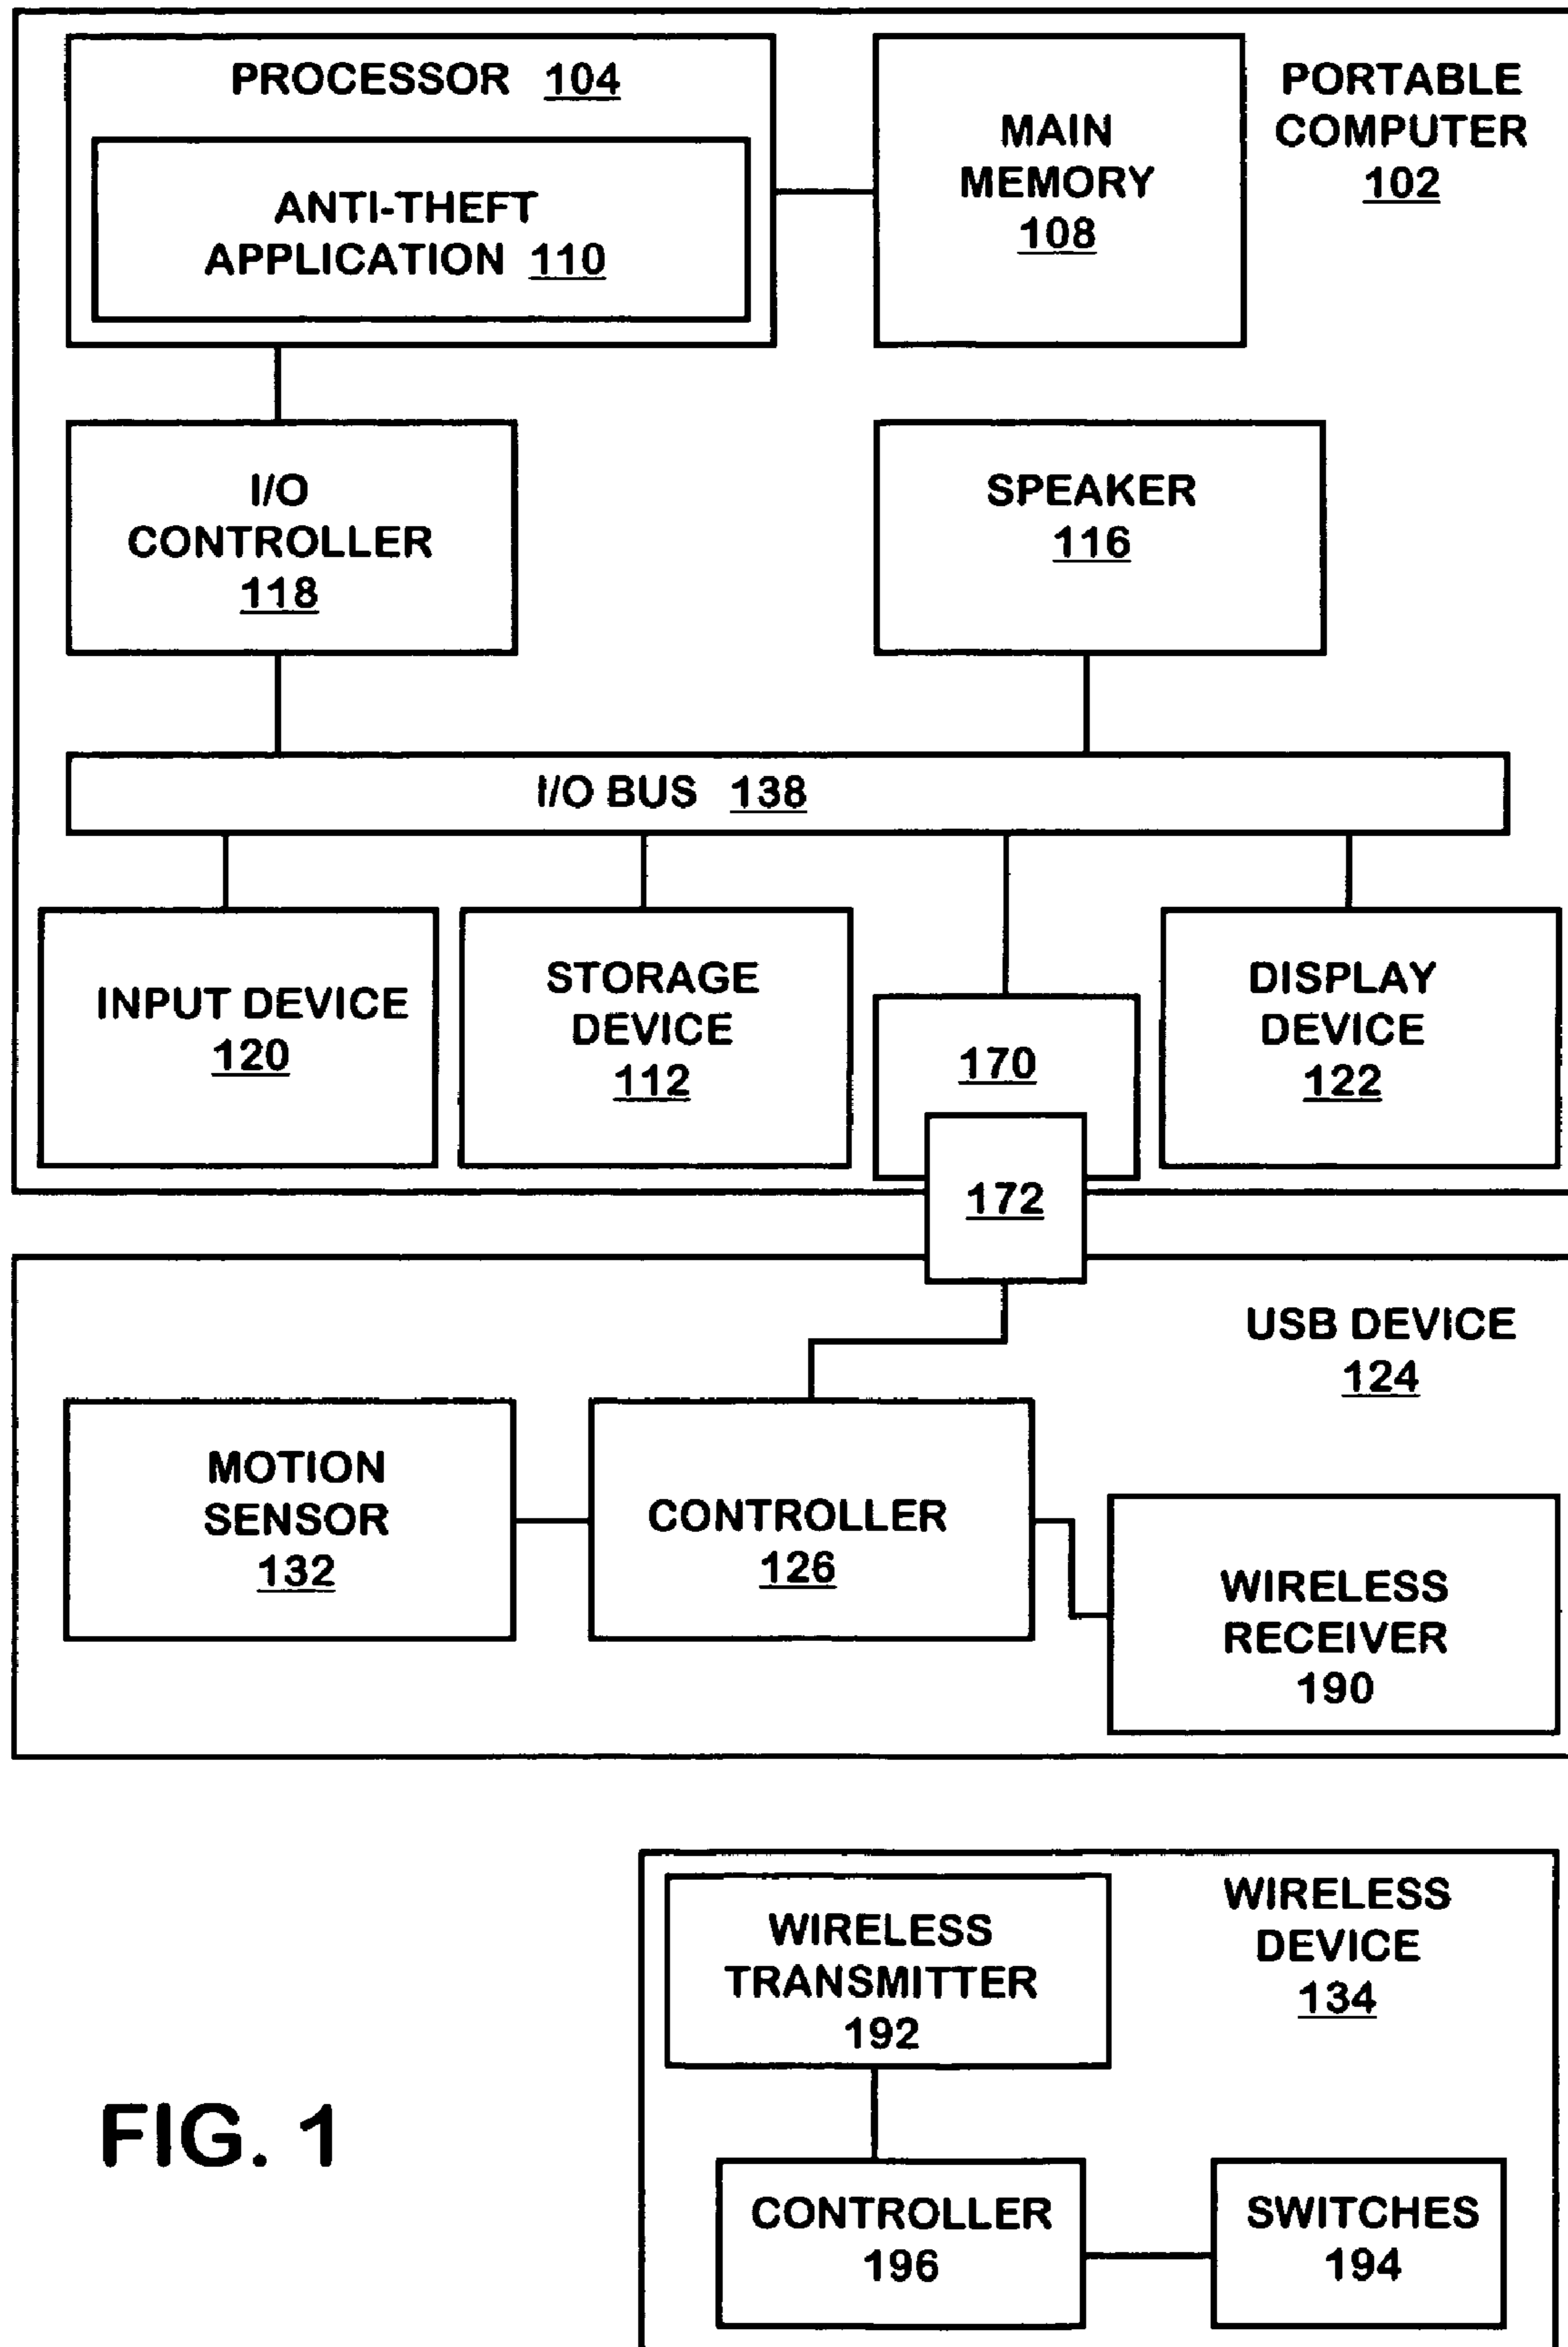 PROCESSOR 104
ANTI-THEFT
APPLICATION 110
MAIN
MEMORY
108
PORTABLE
COMPUTER
102
I/O
CONTROLLER
118
SPEAKER
116
I/O BUS 138
INPUT DEVICE
120
STORAGE
DEVICE
112
170
DISPLAY
DEVICE
122
172
USB DEVICE
124
MOTION
SENSOR
132
CONTROLLER
126
WIRELESS
RECEIVER
190
WIRELESS
TRANSMITTER
192
WIRELESS
DEVICE
134
CONTROLLER
196
SWITCHES
194
FIG. 1